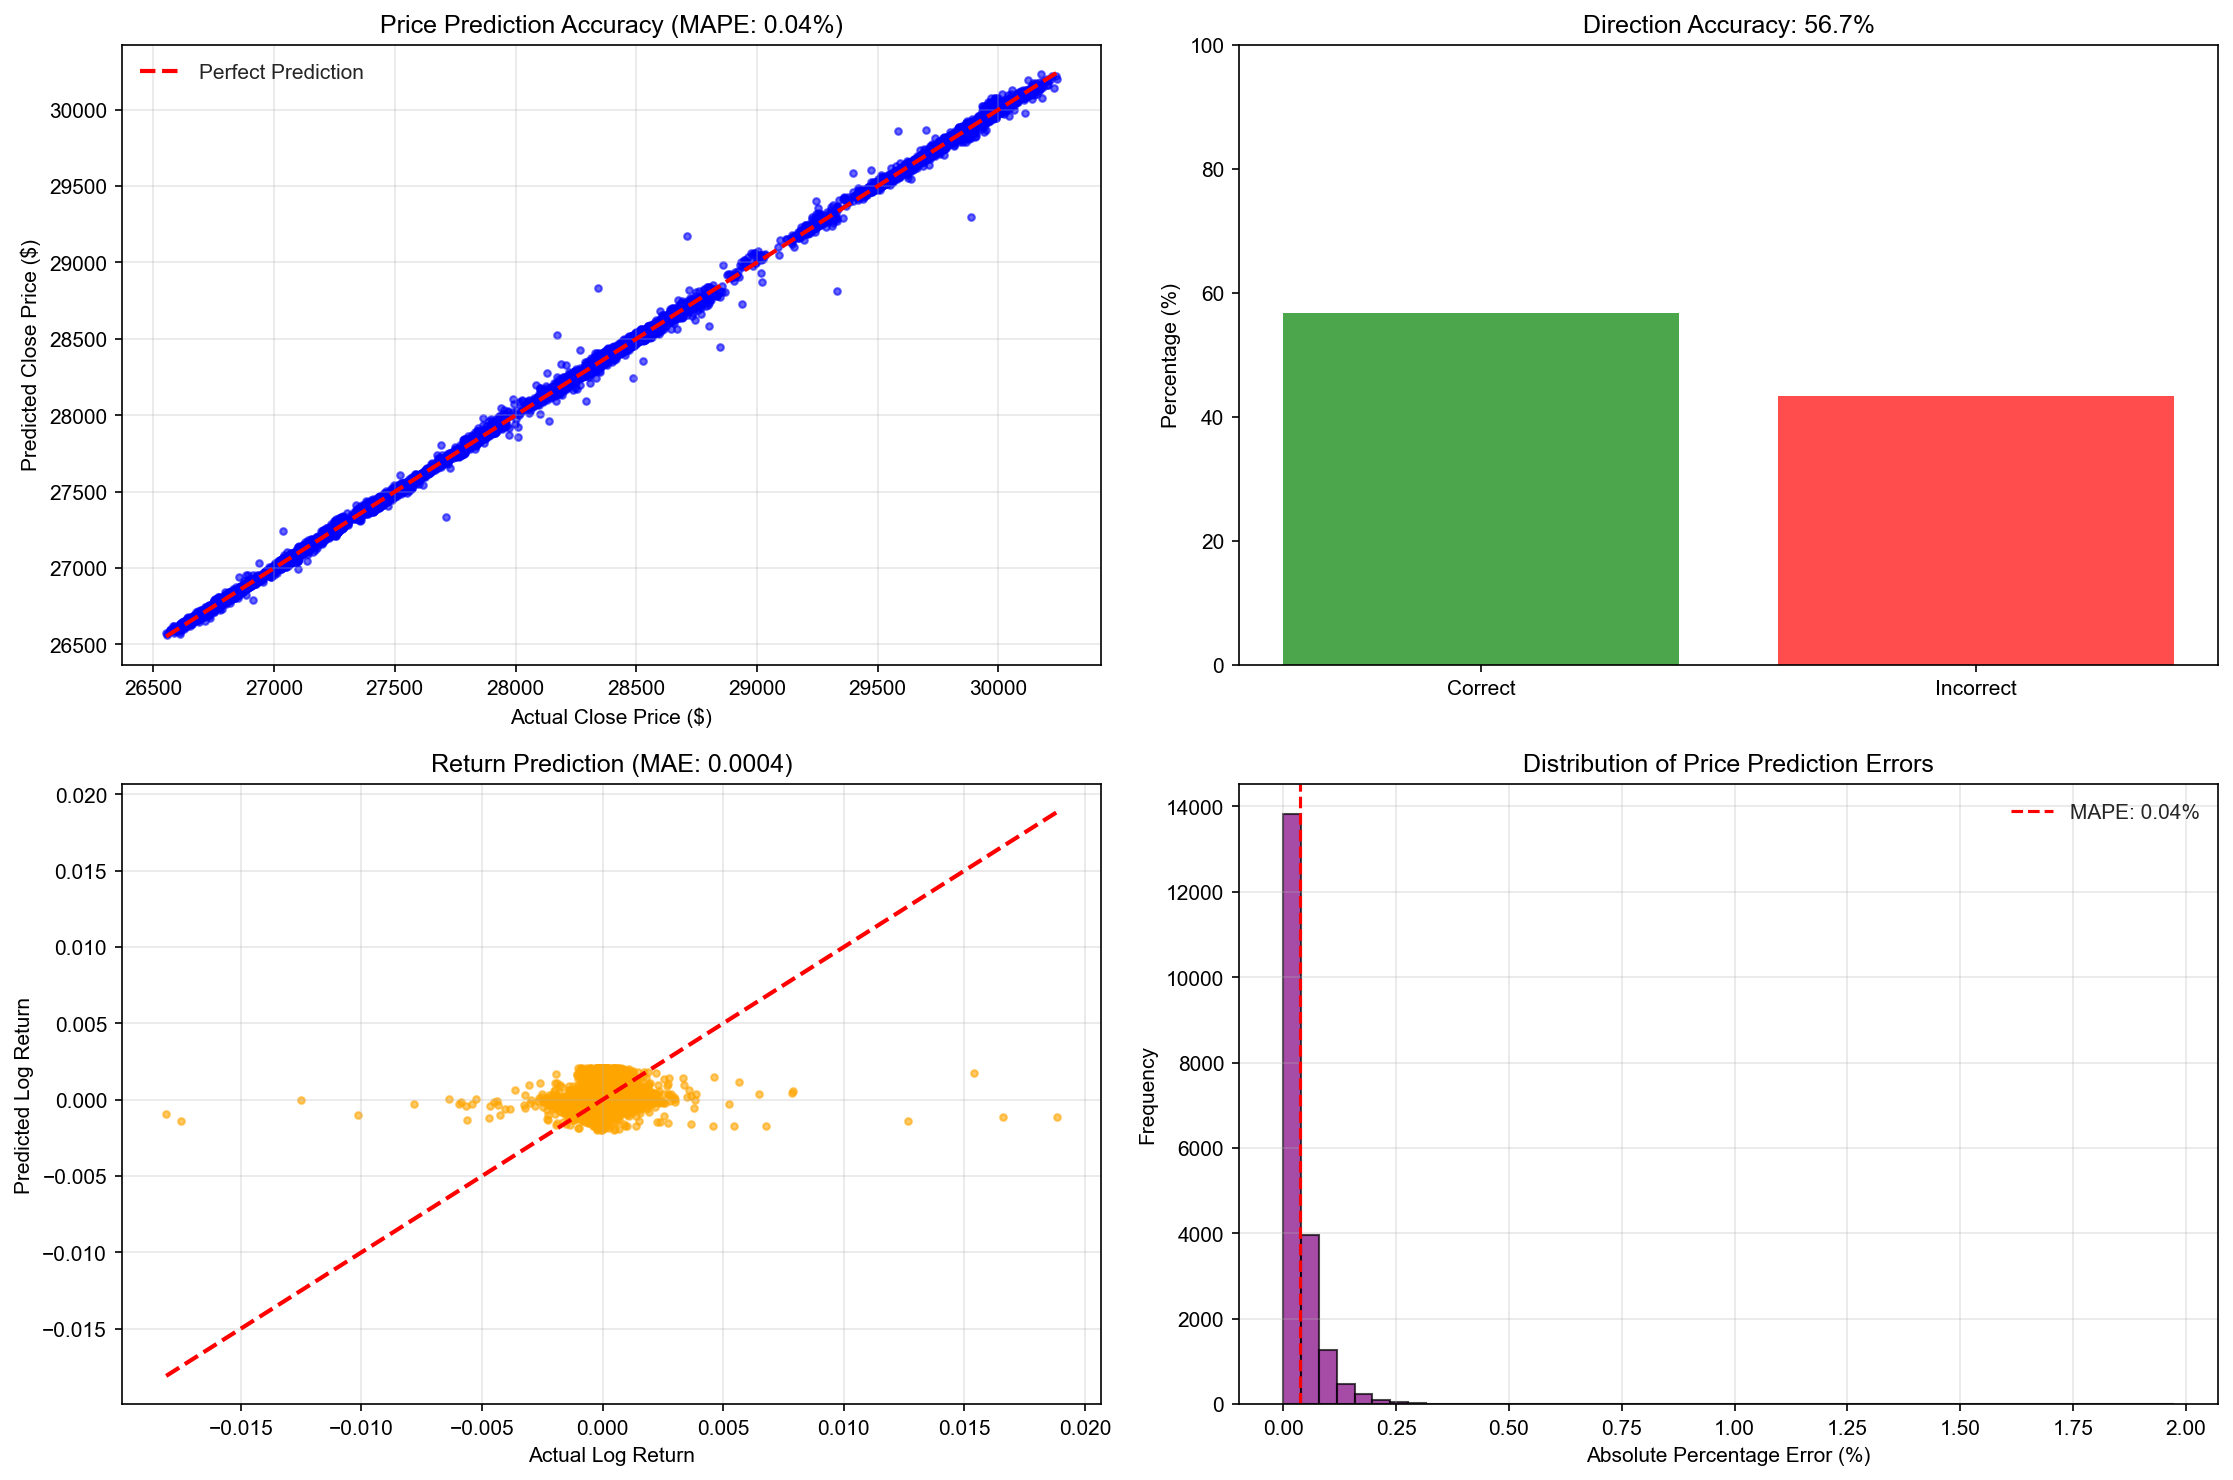 Price Prediction Accuracy (MAPE: 0.04%)
Perfect Prediction
Predicted Close Price ($)
30000
29500
29000
28500
28000
27500
27000
26500
26500 27000 27500 28000 28500 29000 29500 30000
Actual Close Price ($)
Direction Accuracy: 56.7%
Percentage (%)
100
80
60
40
20
0
Correct Incorrect
Return Prediction (MAE: 0.0004)
Predicted Log Return
0.020
0.015
0.010
0.005
0.000
−0.005
−0.010
−0.015
−0.015 −0.010 −0.005 0.000 0.005 0.010 0.015 0.020
Actual Log Return
Distribution of Price Prediction Errors
MAPE: 0.04%
Frequency
14000
12000
10000
8000
6000
4000
2000
0
0.00 0.25 0.50 0.75 1.00 1.25 1.50 1.75 2.00
Absolute Percentage Error (%)